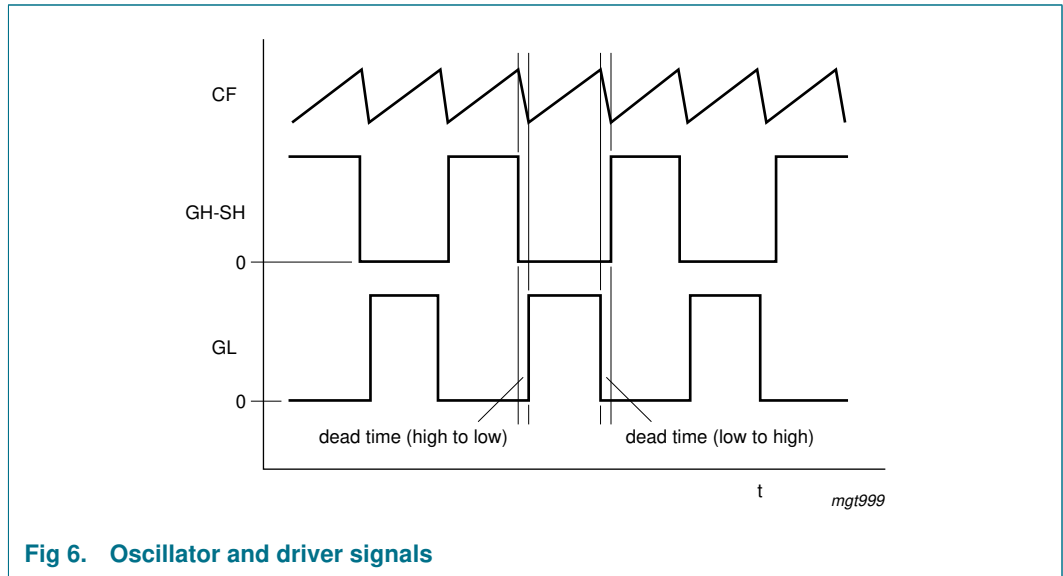 CF
GH-SH
0
GL
0
dead time (high to low) dead time (low to high)
t
mgt999
Fig 6. Oscillator and driver signals